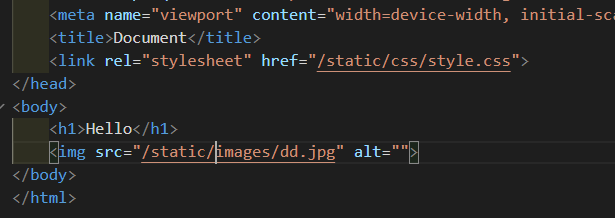 <meta name="viewport" content="width=device-width, initial-sca
<title>Document</title>
<link rel="stylesheet" href="/static/css/style.css">
</head>
<body>
<h1>Hello</h1>
<img src="/static/images/dd.jpg" alt="">
</body>
</html>